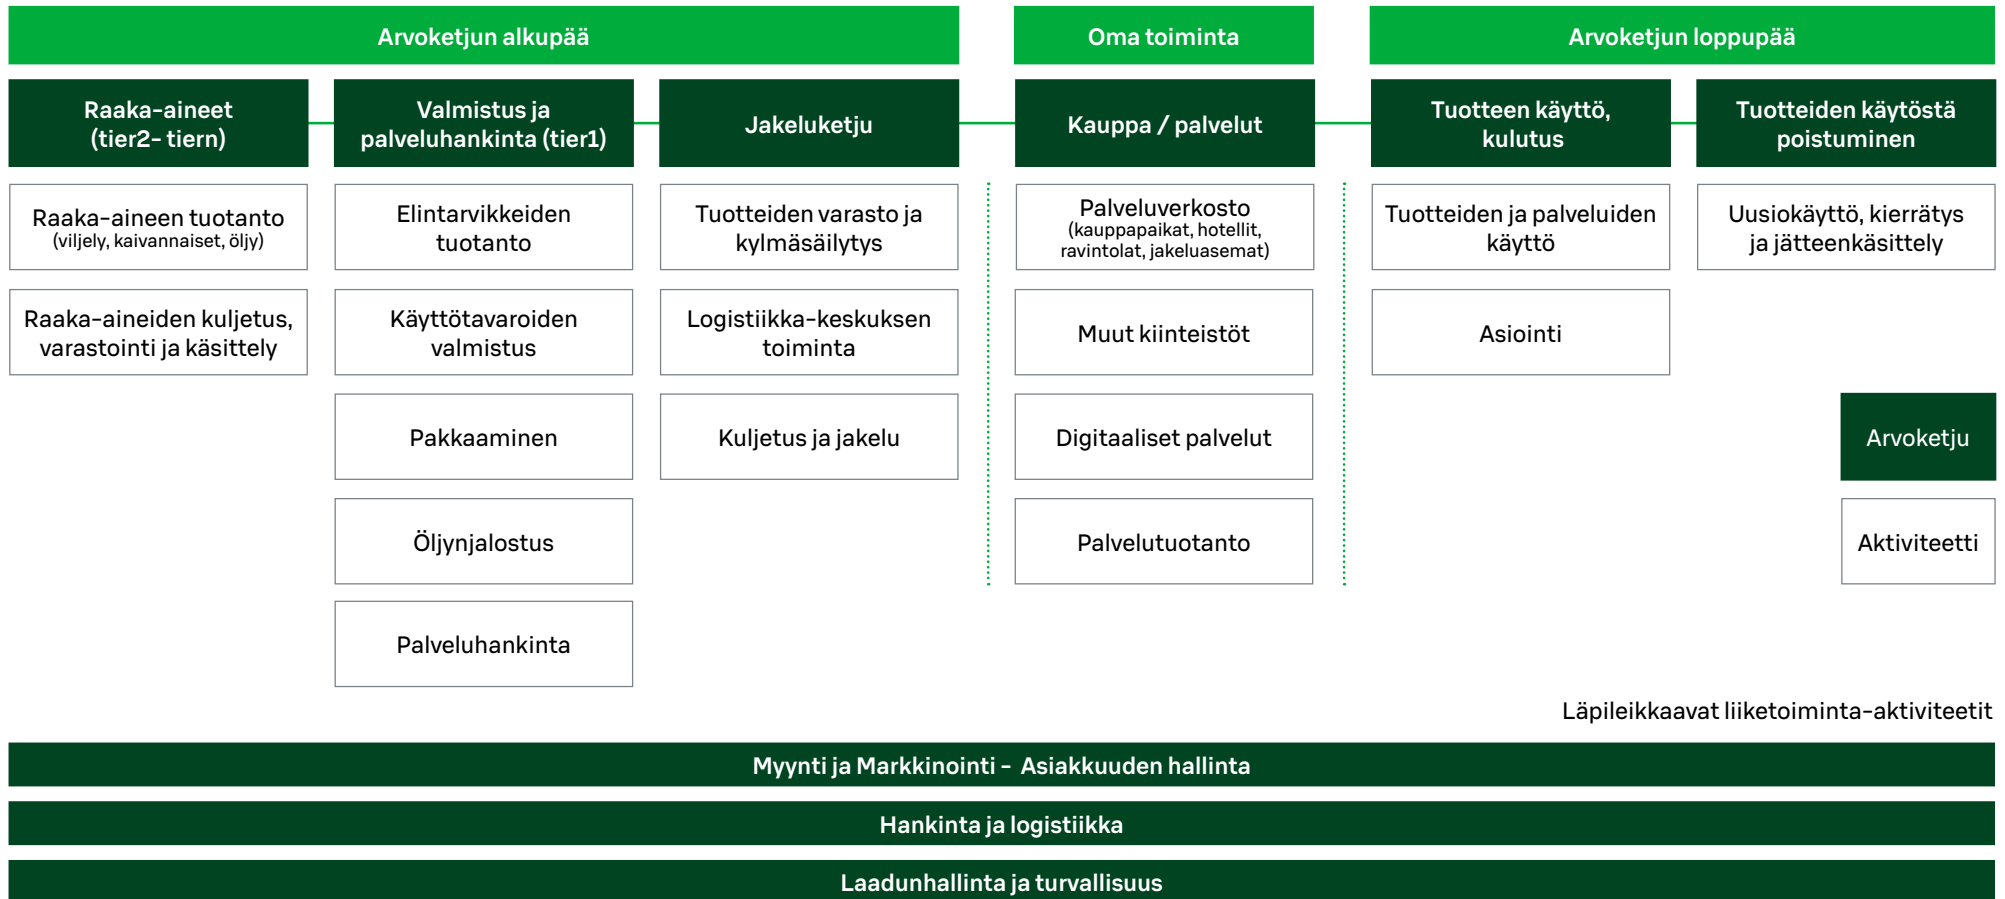 Arvoketjun alkupää
Oma toiminta
Arvoketjun loppupää
Raaka-aineet
(tier2- tiern)
Valmistus ja
palveluhankinta (tier1)
Jakeluketju
Kauppa / palvelut
Tuotteen käyttö,
kulutus
Tuotteiden käytöstä
poistuminen
Raaka-aineen tuotanto
(viljely, kaivannaiset, öljy)
Raaka-aineiden kuljetus,
varastointi ja käsittely
Elintarvikkeiden
tuotanto
Käyttötavaroiden
valmistus
Pakkaaminen
Öljynjalostus
Palveluhankinta
Tuotteiden varasto ja
kylmäsäilytys
Logistiikka-keskuksen
toiminta
Kuljetus ja jakelu
Palveluverkosto
(kauppapaikat, hotellit,
ravintolat, jakeluasemat)
Muut kiinteistöt
Digitaaliset palvelut
Palvelutuotanto
Tuotteiden ja palveluiden
käyttö
Asiointi
Uusiokäyttö, kierrätys
ja jätteenkäsittely
Arvoketju
Aktiviteetti
Läpileikkaavat liiketoiminta-aktiviteetit
Myynti ja Markkinointi - Asiakkuuden hallinta
Hankinta ja logistiikka
Laadunhallinta ja turvallisuus